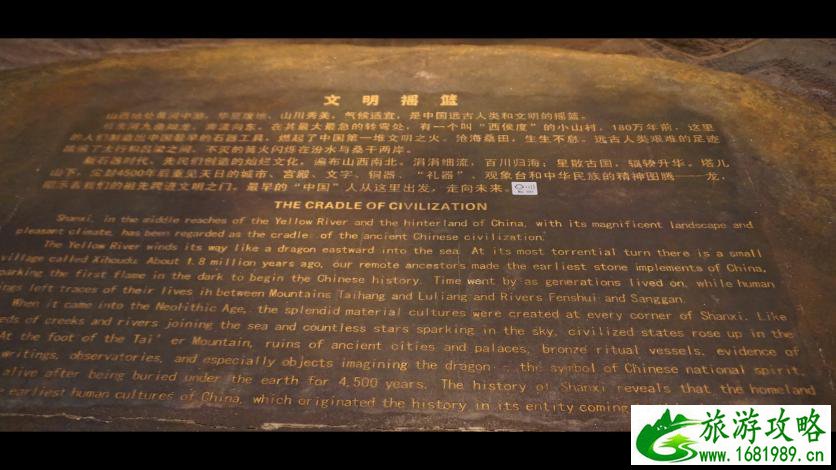 文明摇篮
山西地处黄河中游，华夏腹地，山川秀美，气候适宜，是中国远古人类和文明的摇篮。
黄河九曲如龙，奔流向东。在其最大最急的转弯处，有一个叫“西侯度”的小山村，180万年前，这里
的人们制造出中国最早的石器工具，燃起了中国第一堆文明之火。沧海桑田，生生不息。远古人类艰难的足迹
太行和吕梁之间，不灭的篝火闪烁在汾水与桑干两岸。
新石器时代，先民们创造的灿烂文化，遍布山西南北。涓涓细流，百川归海；星散古国，辐辏升华。塔儿
山下，尘封4500年后重见天日的城市、宫殿、文字、铜器、“礼器”、观象台和中华民族的精神图腾——龙，
昭示着我们的祖先跨进文明之门。最早的“中国”人从这里出发，走向未来。
THE CRADLE OF CIVILIZATION
Shanxi, in the eiddle reaches of the Yellow River and the hinterland of China, with its magnificent landscape and
pleasant climate, has been regarded as the cradle of the ancient Chinese civilization.
The Yellow River winds its way like a dragon eastward into the sea. At its most torrential turn there is a small
village called Xihoudu. About 1.8 million years ago, our remote ancestors made the earliest stone implements of China,
parking the first flame in the dark to begin the Chinese history. Time went by as generations lived on, while human
ings left traces of their lives in between Mountains Taihang and Luliang and Rivers Fenshui and Sanggan.
When it came into the Neolithic Age, the splendid material cultures were created at every corner of Shanxi. Like
eds of creeks and rivers joining the sea and countless stars sparking in the sky, civilized states rose up in the
At the foot of the Tai'er Mountain, ruins of ancient cities and palaces, bronze ritual vessels, evidence of
writings, observatories, and especially objects imagining the dragon - the symbol of Chinese national spirit,
alive after being buried under the earth for 4,500 years. The history of Shanxi reveals that the homeland
earliest human cultures of China, which originated the history in its entity coming
旅游攻略
www.1681989.cn